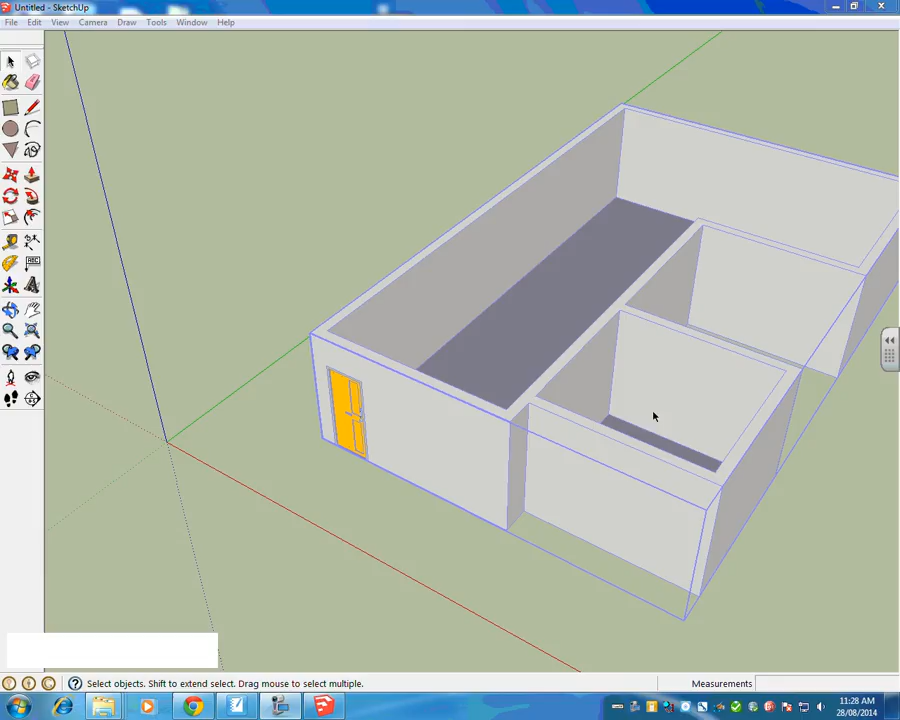 Untitled - SketchUp
File Edit View Camera Draw Tools Window Help
Select objects. Shift to extend select. Drag mouse to select multiple.
Measurements
11:28 AM
28/08/2014